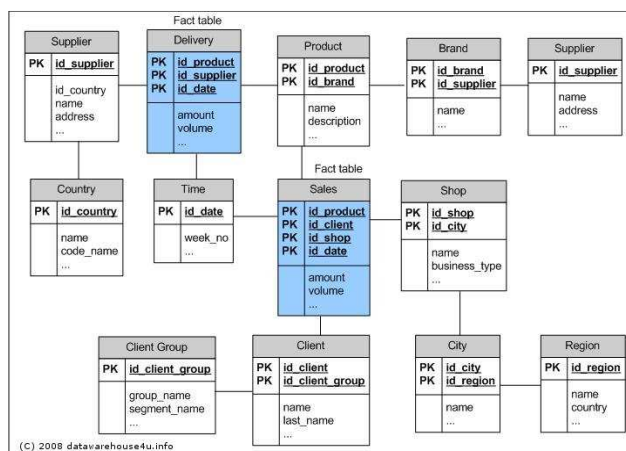 Fact table
Supplier
PK id_supplier
id_country
name
address
...
Delivery
PK id_product
PK id_supplier
PK id_date
amount
volume
...
Product
PK id_product
PK id_brand
name
description
...
Brand
PK id_brand
PK id_supplier
name
...
Supplier
PK id_supplier
name
address
...
Country
PK id_country
name
code_name
...
Time
PK id_date
week_no
...
Fact table
Sales
PK id_product
PK id_client
PK id_shop
PK id_date
amount
volume
...
Shop
PK id_shop
PK id_city
name
business_type
...
Client Group
PK id_client_group
group_name
segment_name
...
Client
PK id_client
PK id_client_group
name
last_name
...
City
PK id_city
PK id_region
name
...
Region
PK id_region
name
country
...
(C) 2008 datawarehouse4u.info